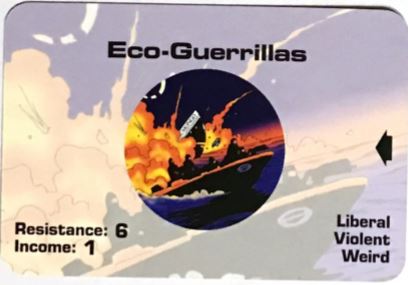 Eco-Guerrillas
Resistance: 6
Income: 1
Liberal
Violent
Weird